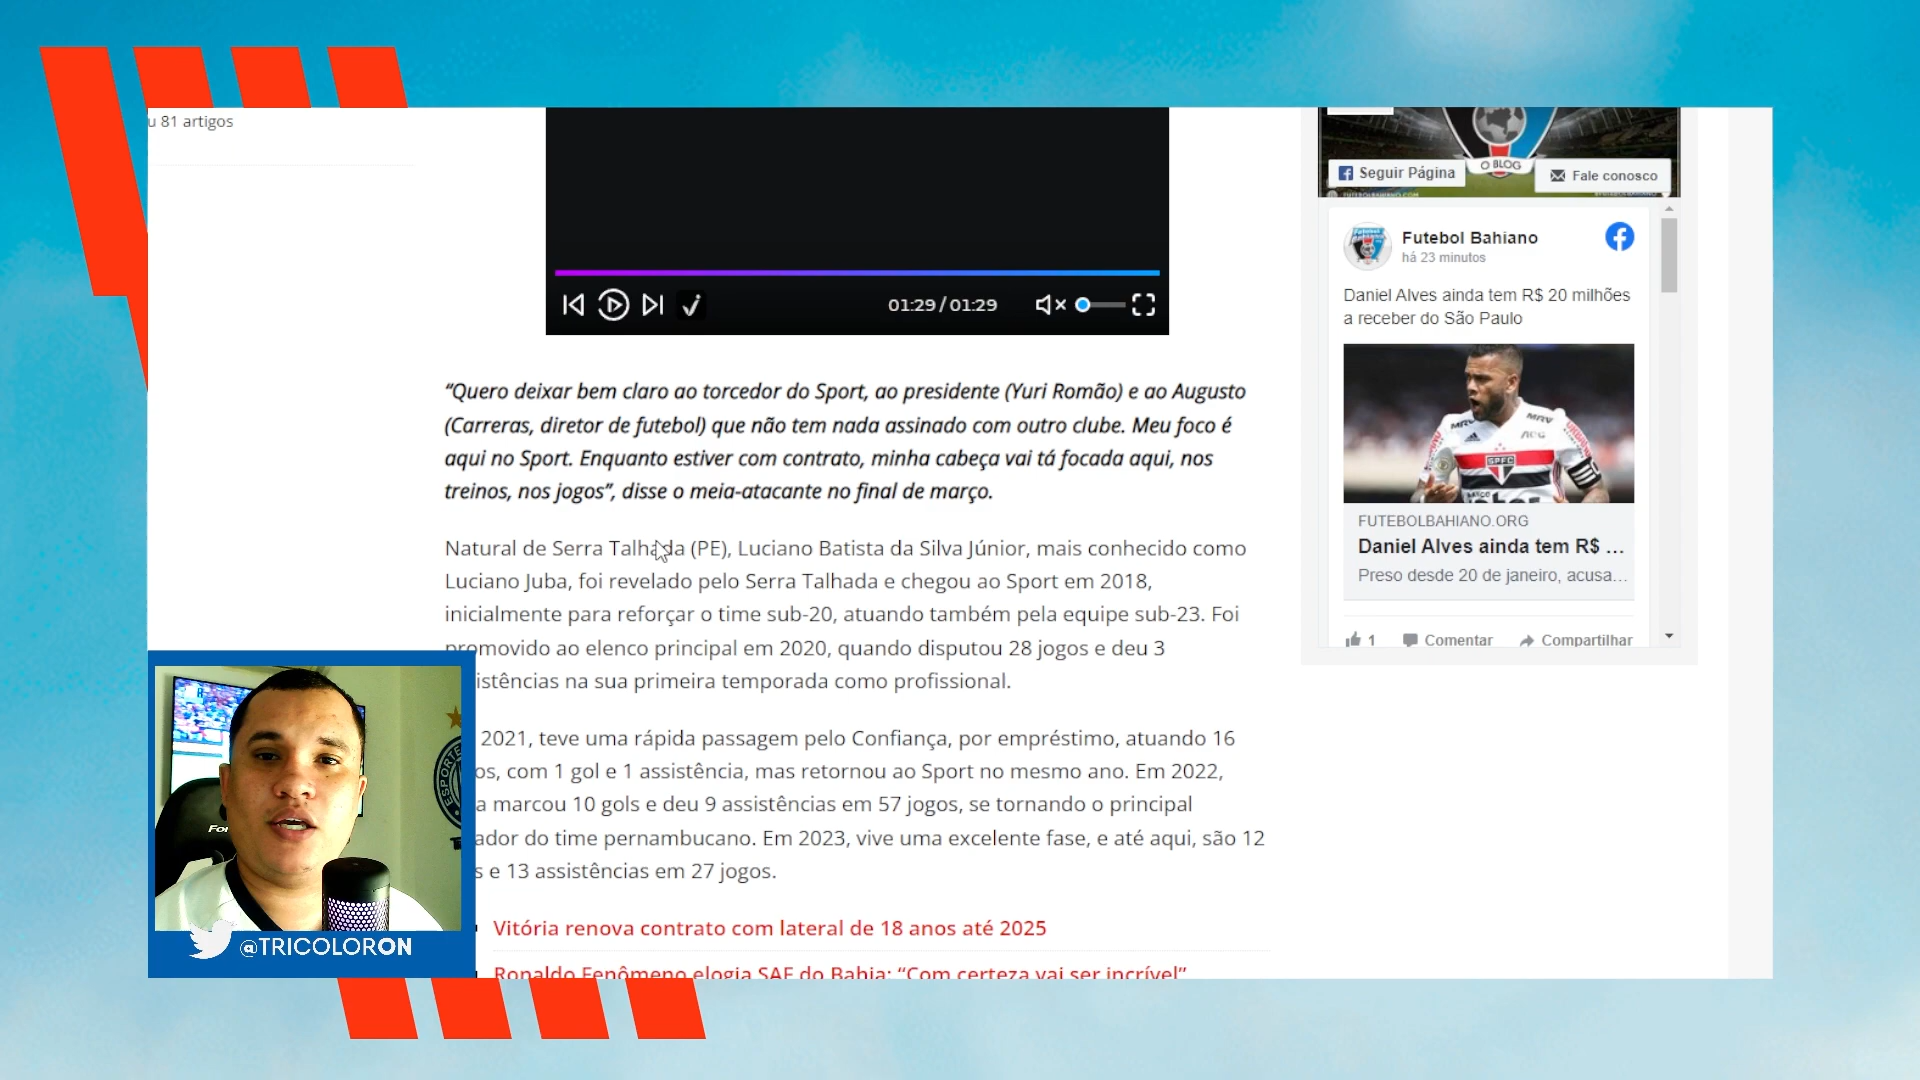 u 81 artigos
01:29 / 01:29
“Quero deixar bem claro ao torcedor do Sport, ao presidente (Yuri Romão) e ao Augusto
(Carreras, diretor de futebol) que não tem nada assinado com outro clube. Meu foco é
aqui no Sport. Enquanto estiver com contrato, minha cabeça vai tá focada aqui, nos
treinos, nos jogos”, disse o meia-atacante no final de março.
Natural de Serra Talhada (PE), Luciano Batista da Silva Júnior, mais conhecido como
Luciano Juba, foi revelado pelo Serra Talhada e chegou ao Sport em 2018,
inicialmente para reforçar o time sub-20, atuando também pela equipe sub-23. Foi
promovido ao elenco principal em 2020, quando disputou 28 jogos e deu 3
istências na sua primeira temporada como profissional.
2021, teve uma rápida passagem pelo Confiança, por empréstimo, atuando 16
os, com 1 gol e 1 assistência, mas retornou ao Sport no mesmo ano. Em 2022,
a marcou 10 gols e deu 9 assistências em 57 jogos, se tornando o principal
ador do time pernambucano. Em 2023, vive uma excelente fase, e até aqui, são 12
s e 13 assistências em 27 jogos.
Vitória renova contrato com lateral de 18 anos até 2025
Ronaldo Fenômeno elogia SAF do Bahia: “Com certeza vai ser incrível”
O BLOG
Seguir Página
Fale conosco
Futebol Bahiano
há 23 minutos
Daniel Alves ainda tem R$ 20 milhões
a receber do São Paulo
MRV
MRV
SPFC
FUTEBOLBAHIANO.ORG
Daniel Alves ainda tem R$ ...
Preso desde 20 de janeiro, acusa...
1
Comentar
Compartilhar
ESPORTE
@TRICOLORON